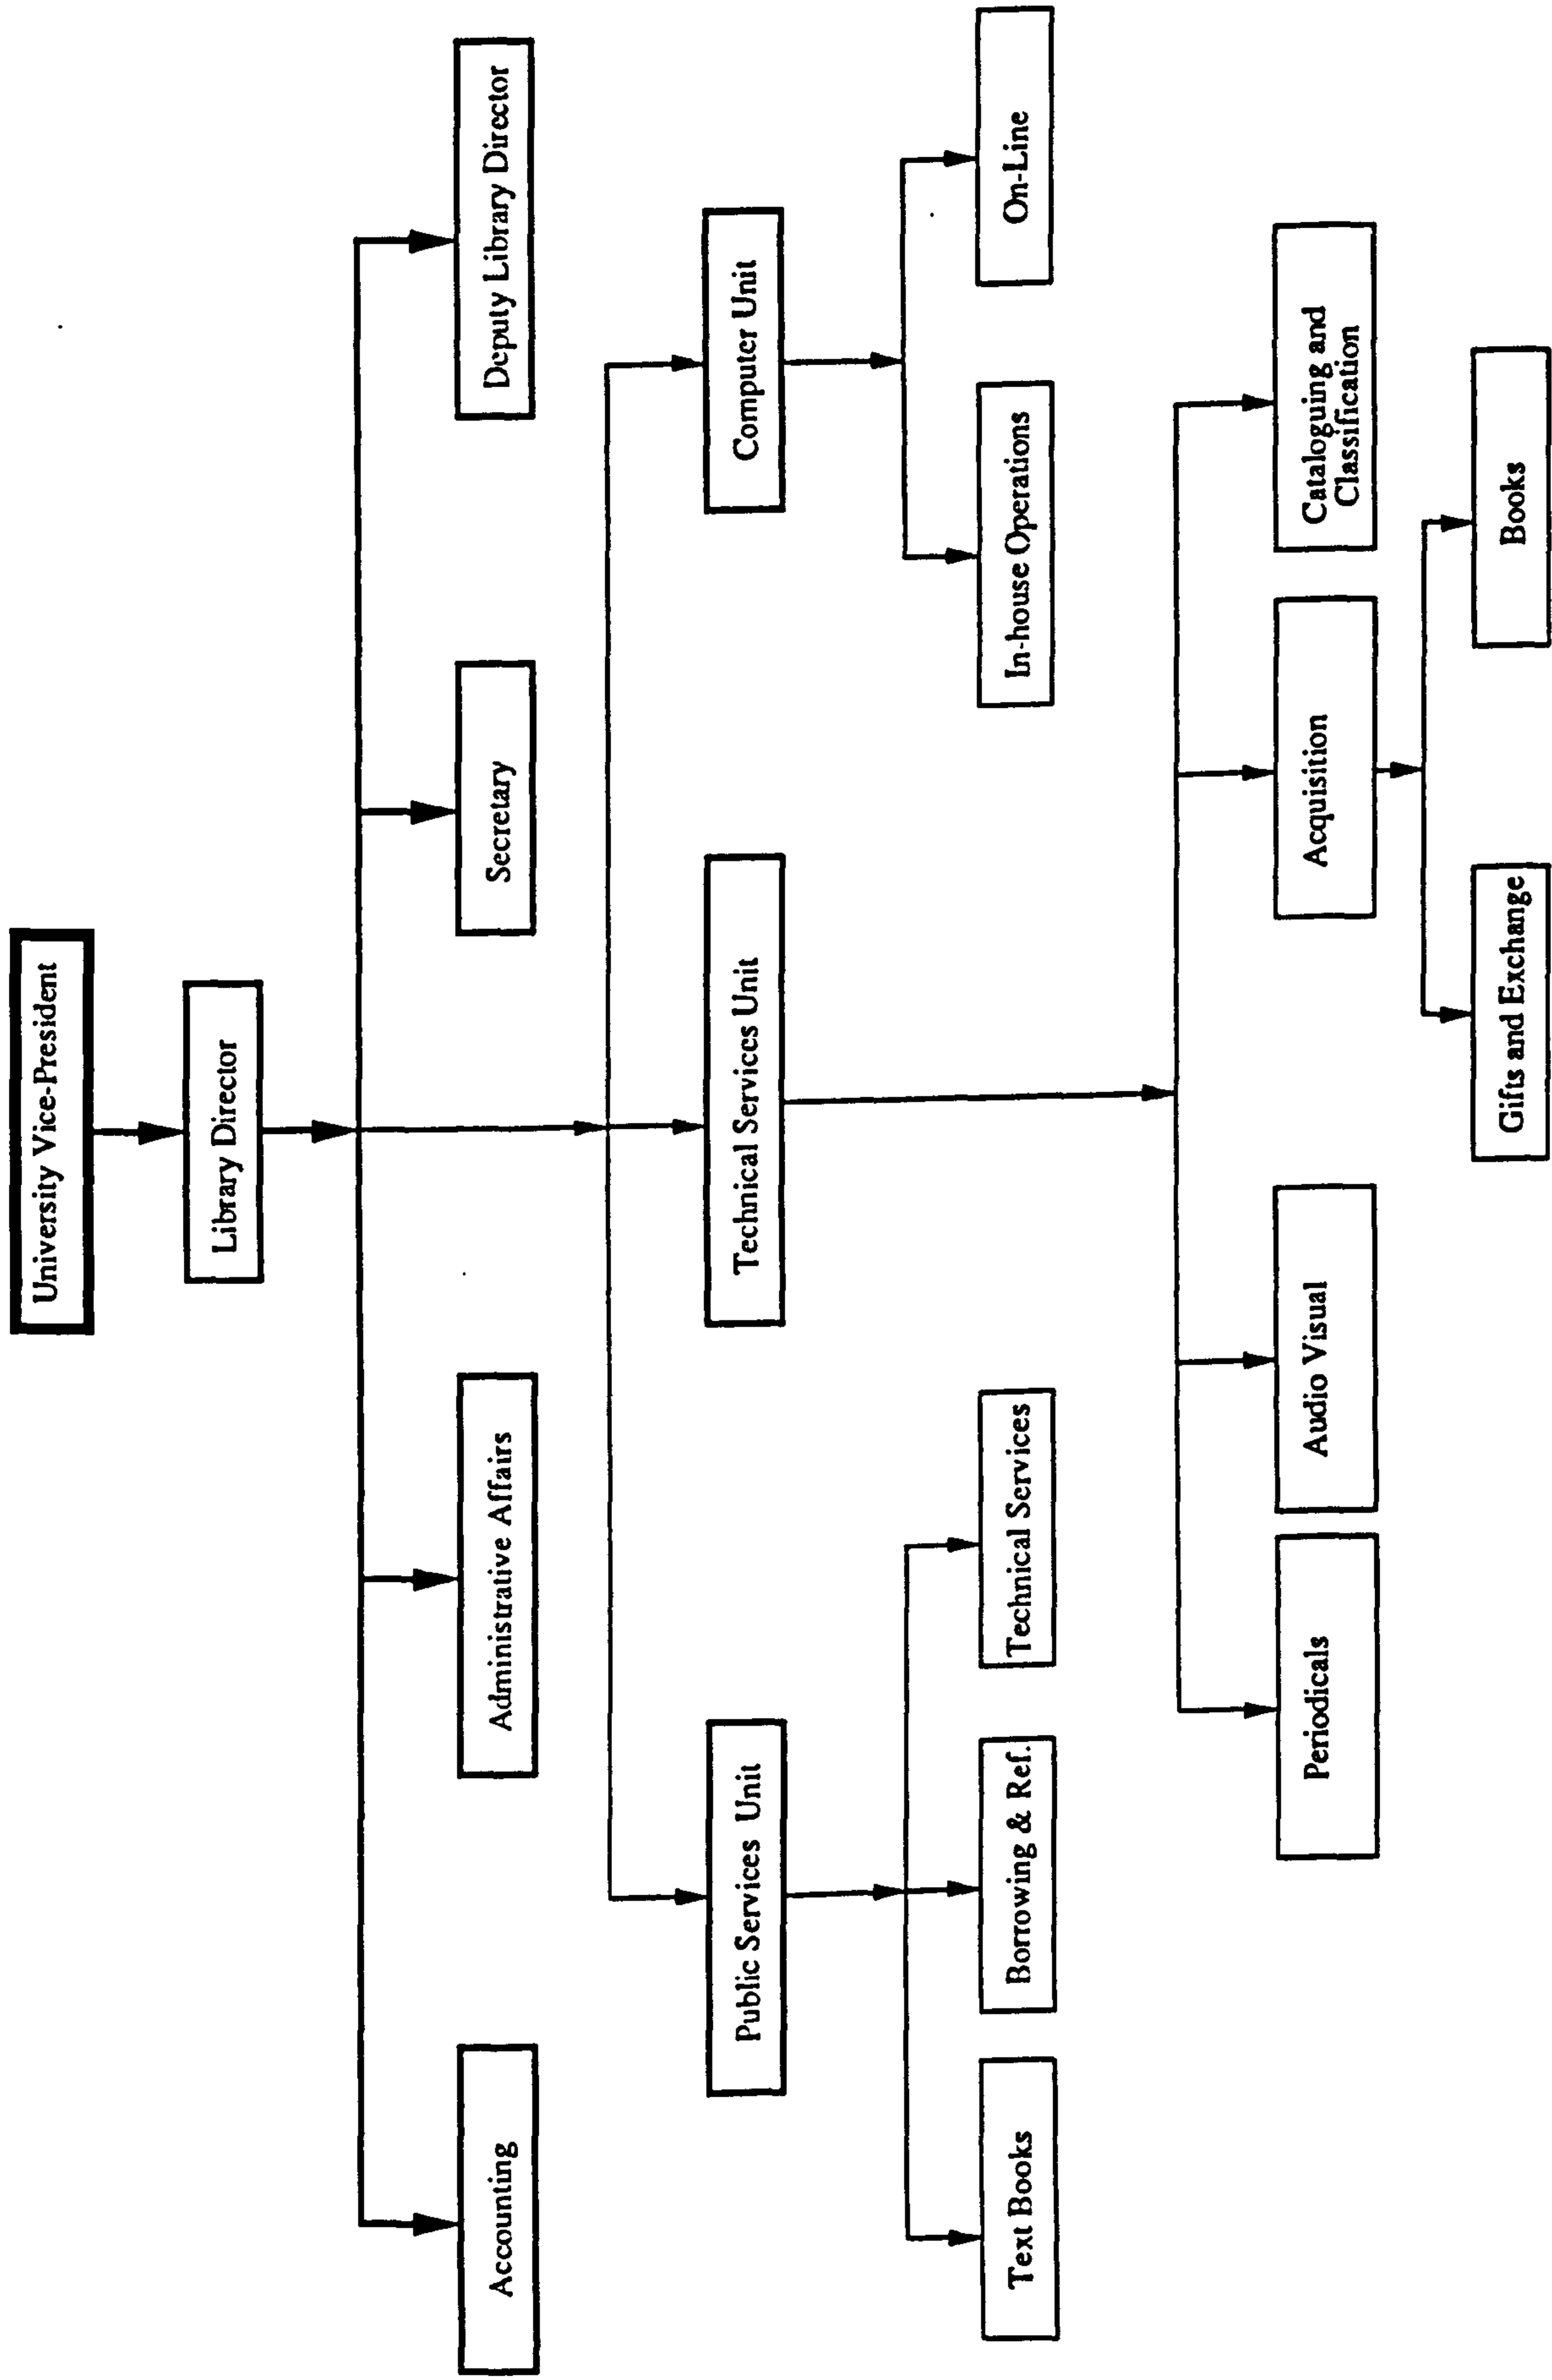 University Vice-President
Library Director
Accounting
Administrative Affairs
Secretary
Deputy Library Director
Public Services Unit
Technical Services Unit
Computer Unit
Text Books
Borrowing & Ref.
Technical Services
In-house Operations
On-Line
Periodicals
Audio Visual
Acquisition
Cataloguing and
Classification
Gifts and Exchange
Books